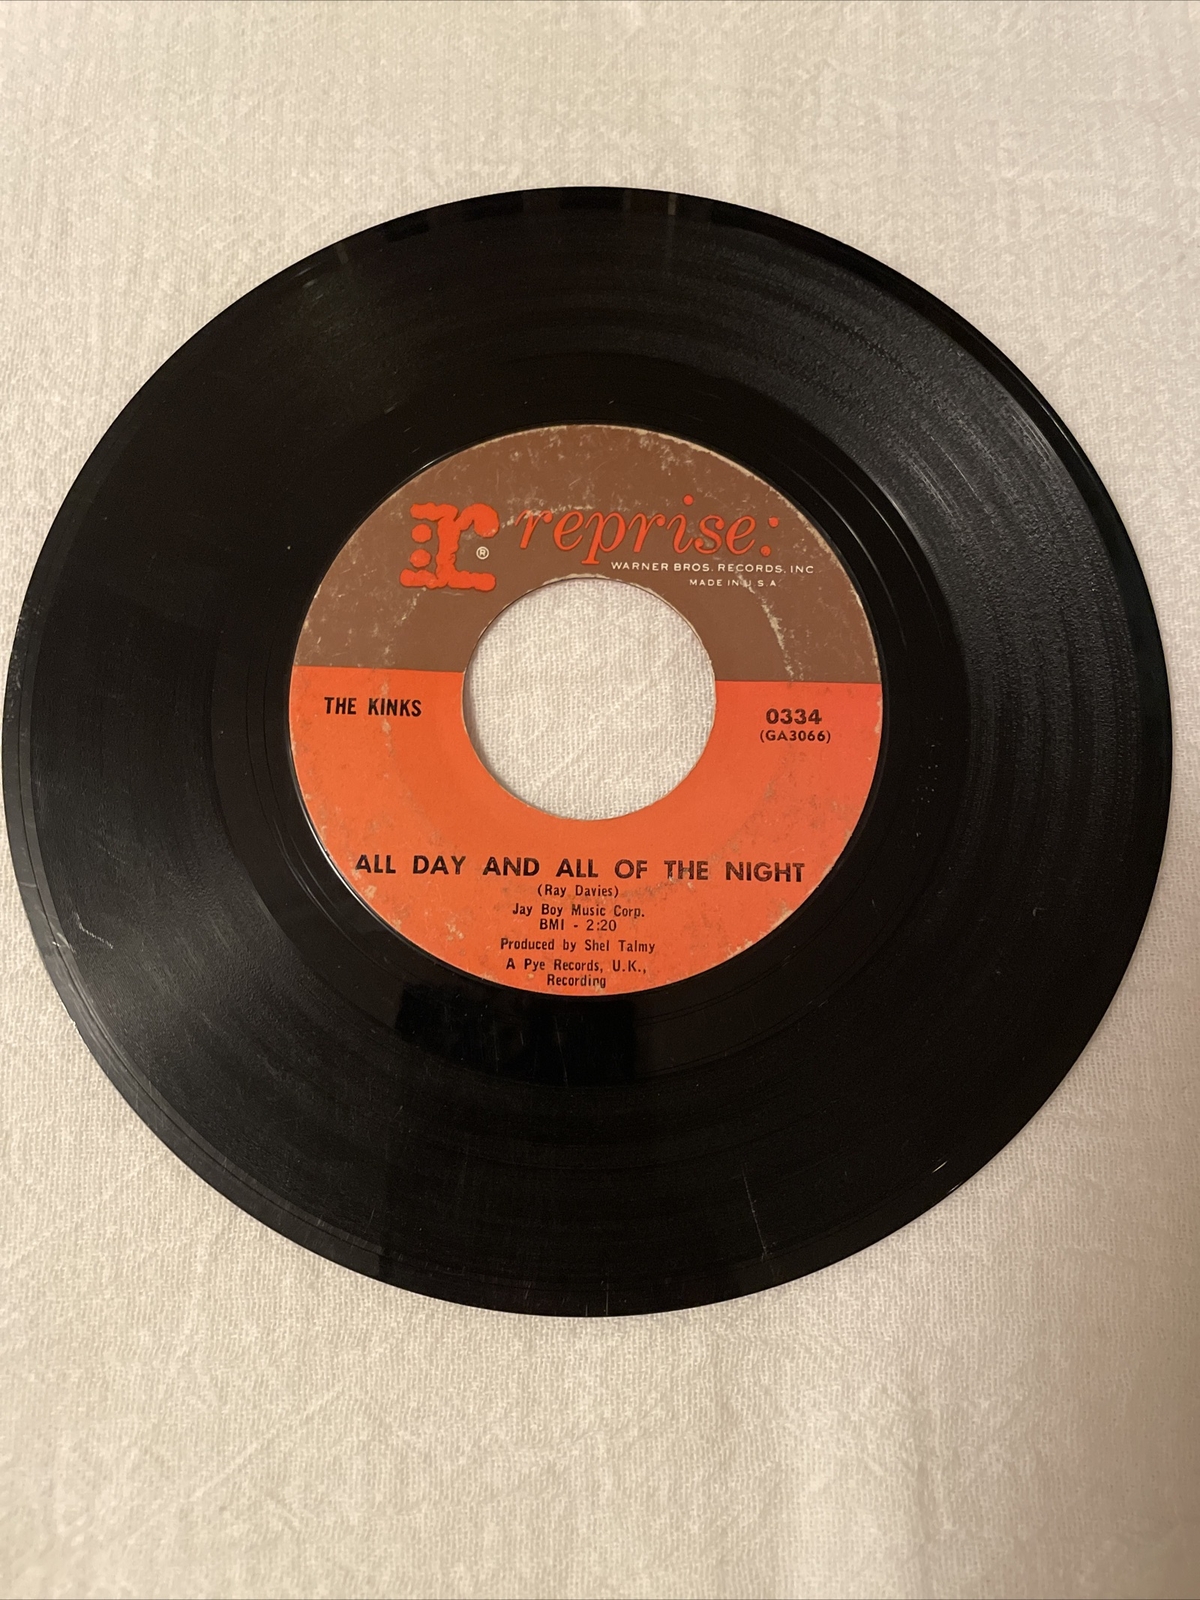 r® reprise:
WARNER BROS. RECORDS, INC
MADE IN U.S.A
THE KINKS
0334
(GA3066)
ALL DAY AND ALL OF THE NIGHT
(Ray Davies)
Jay Boy Music Corp.
BMI - 2:20
Produced by Shel Talmy
A Pye Records, U.K.,
Recording